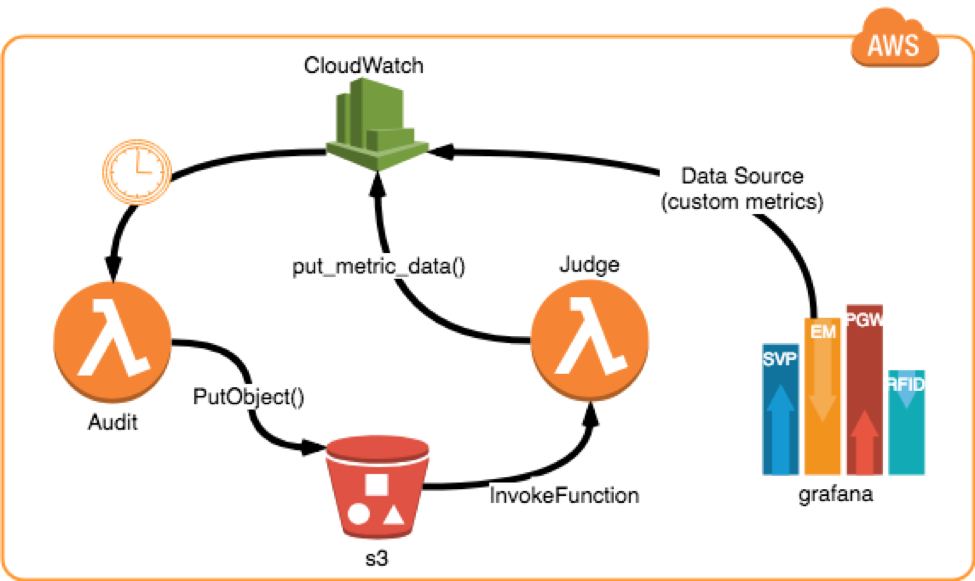 AWS
CloudWatch
Data Source
(custom metrics)
put_metric_data()
Judge
Audit
PutObject()
InvokeFunction
s3
SVP
EM
PGW
RFID
grafana